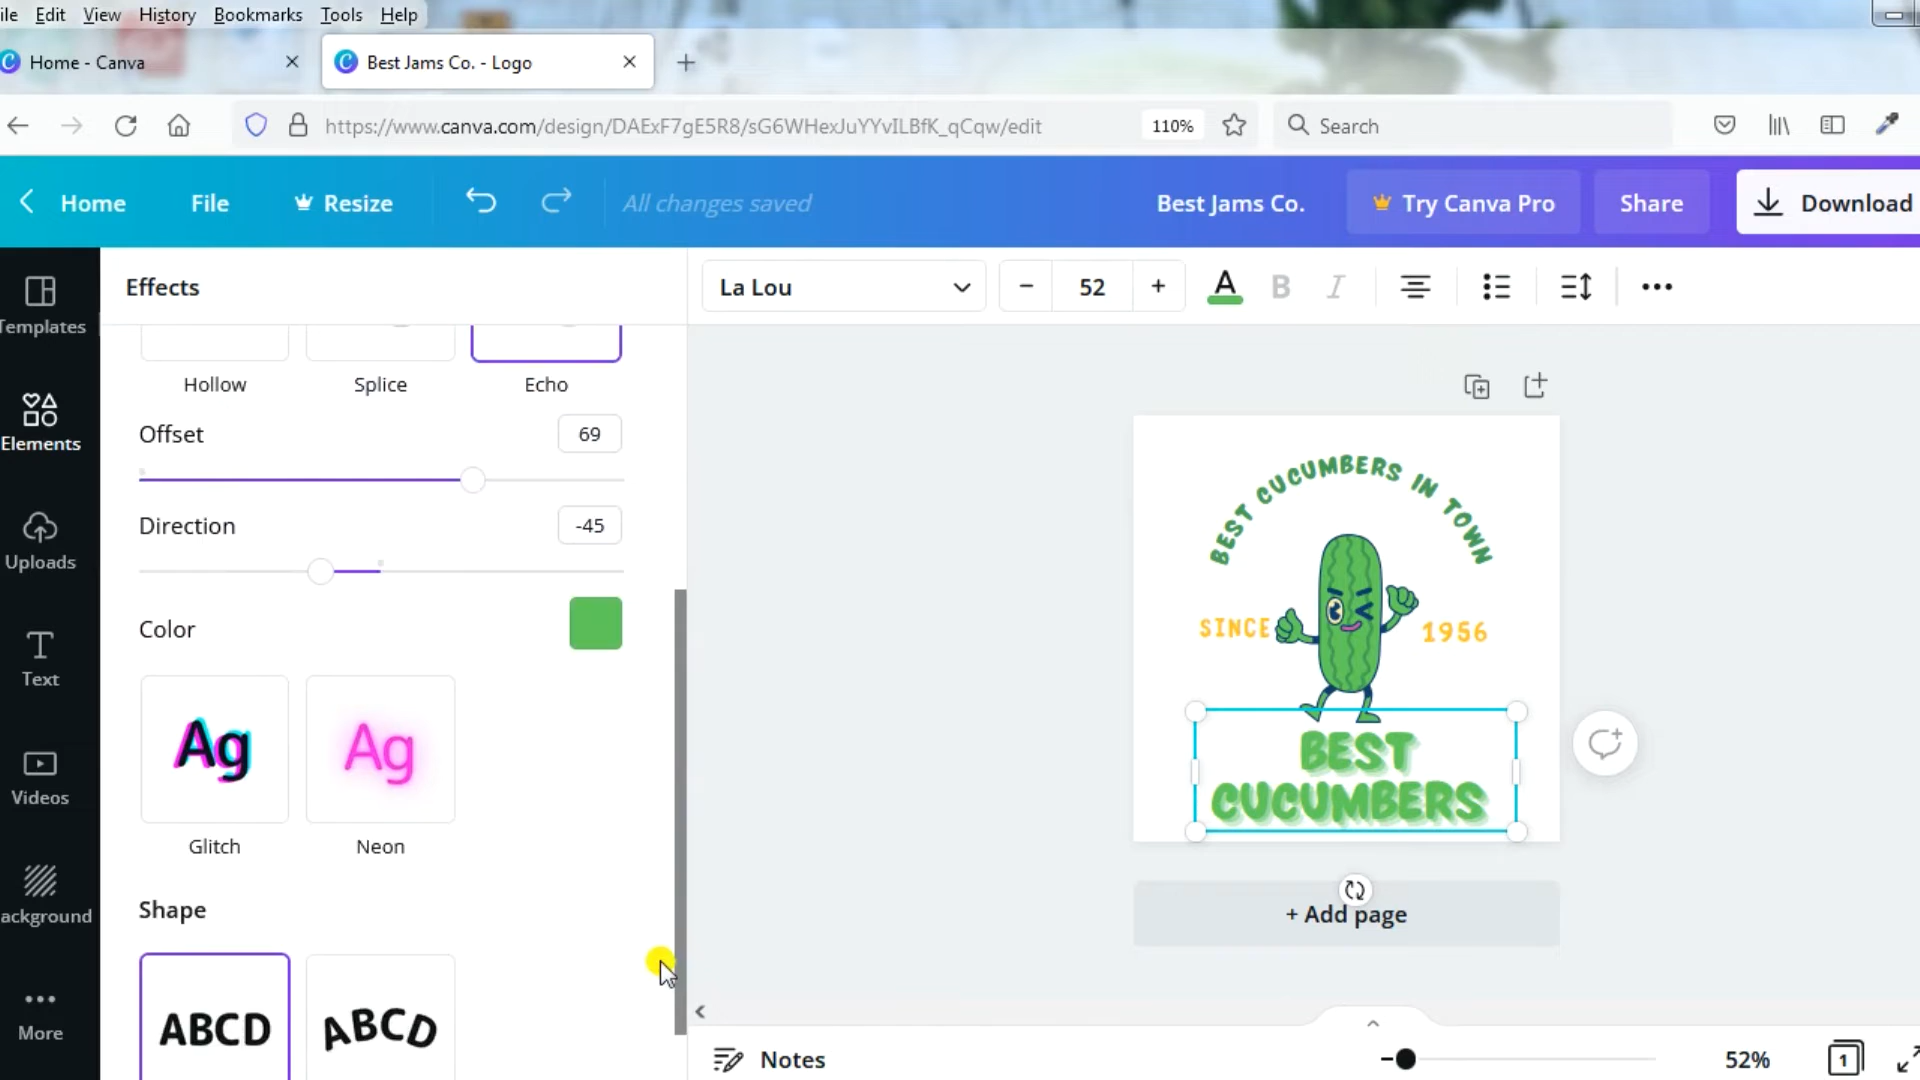 ile Edit View History Bookmarks Tools Help
Home - Canva
Best Jams Co. - Logo
https://www.canva.com/design/DAExF7gE5R8/sG6WHexJuYYvILBfK_qCqw/edit
110%
Search
Home
File
Resize
All changes saved
Best Jams Co.
Try Canva Pro
Share
Download
Templates
Elements
Uploads
Text
Videos
ackground
More
Effects
Hollow
Splice
Echo
Offset
69
Direction
-45
Color
Ag
Ag
Glitch
Neon
Shape
ABCD
ABCD
La Lou
52
A
B
I
BEST CUCUMBERS IN TOWN
SINCE
1956
BEST
CUCUMBERS
+ Add page
Notes
52%
1